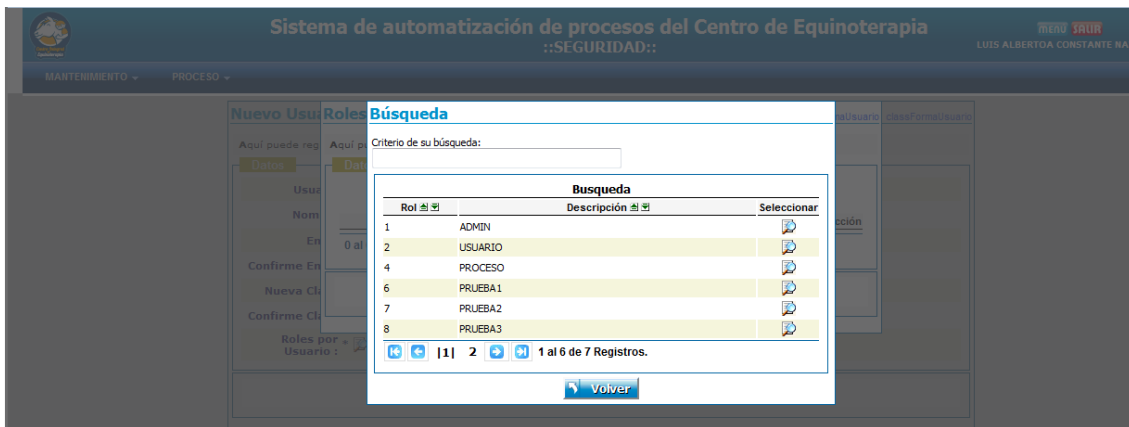 Sistema de automatización de procesos del Centro de Equinoterapia
::SEGURIDAD::
MENU SALIR
LUIS ALBERTOA CONSTANTE NA
MANTENIMIENTO PROCESO
Nuevo Usu Roles Búsqueda
naUsuario classFormaUsuario
Aquí puede reg Aquí p Criterio de su búsqueda:
Datos Dat
Usua
Nom
Em
Confirme Em
Nueva Cla
Confirme Cla
Roles por *
Usuario :
0 al
cción
Busqueda
Rol Descripción Seleccionar
1 ADMIN
2 USUARIO
4 PROCESO
6 PRUEBA1
7 PRUEBA2
8 PRUEBA3
|1| 2 1 al 6 de 7 Registros.
Volver